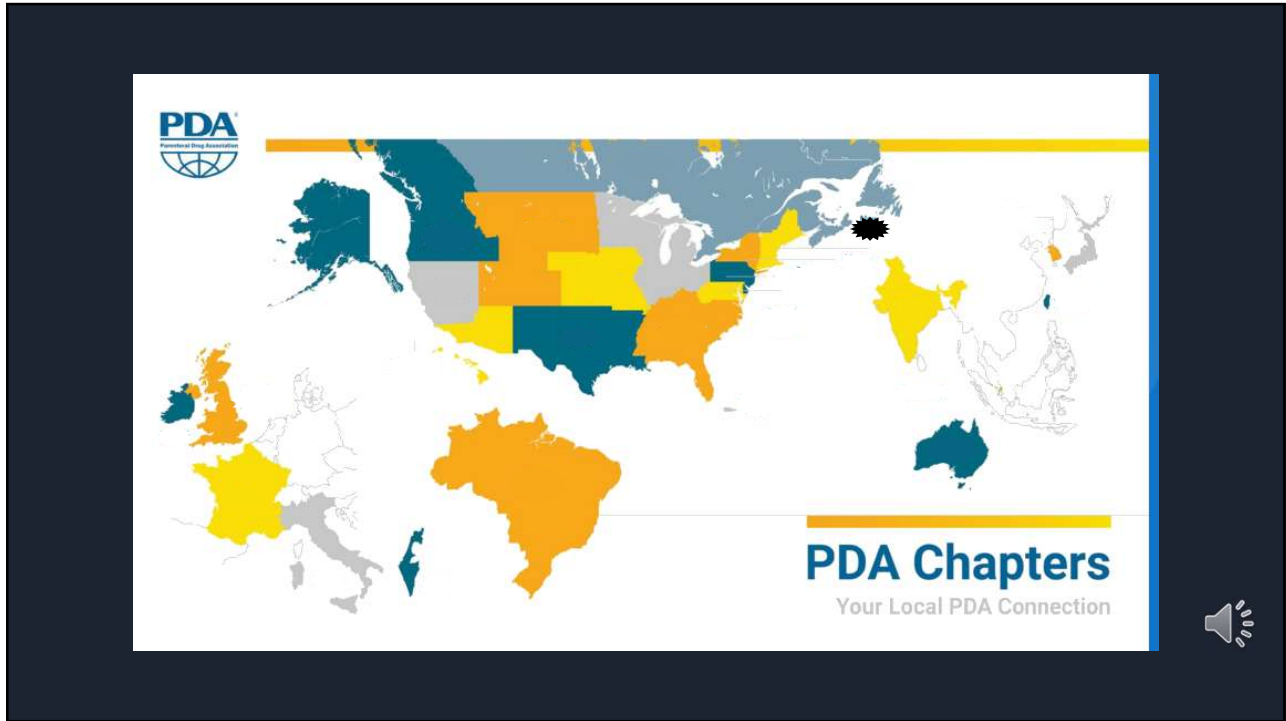 PDA®
Parenteral Drug Association
PDA Chapters
Your Local PDA Connection